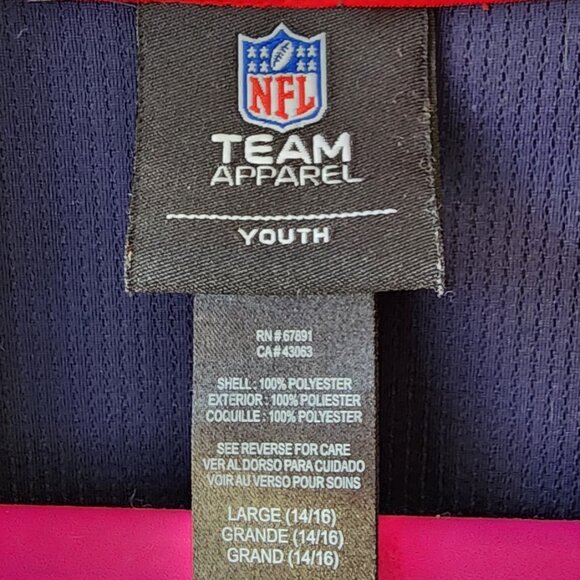 NFL
TEAM
APPAREL
YOUTH
RN # 67891
CA # 43063
SHELL : 100% POLYESTER
EXTERIOR : 100% POLIESTER
COQUILLE : 100% POLYESTER
SEE REVERSE FOR CARE
VER AL DORSO PARA CUIDADO
VOIR AU VERSO POUR SOINS
LARGE (14/16)
GRANDE (14/16)
GRAND (14/16)